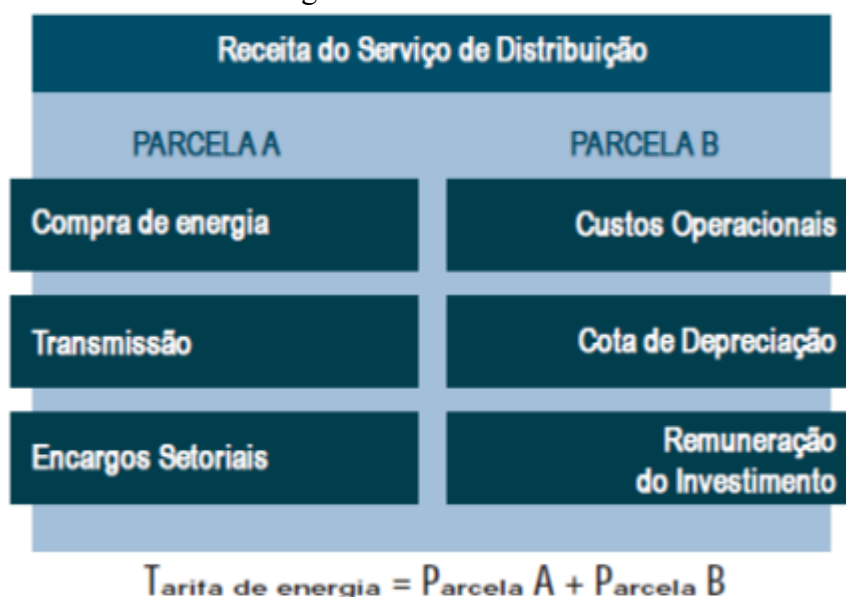 Receita do Serviço de Distribuição
PARCELA A
PARCELA B
Compra de energia
Custos Operacionais
Transmissão
Cota de Depreciação
Encargos Setoriais
Remuneração
do Investimento
Tarifa de energia = Parcela A + Parcela B